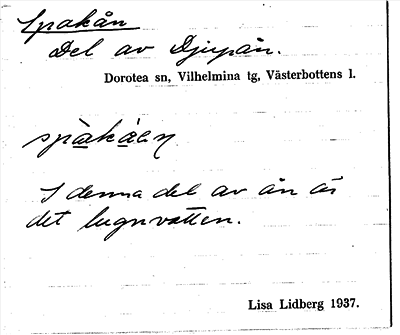 Spakån
Del av Djupån.
Dorotea sn, Vilhelmina tg, Västerbottens l.
I denna del av ån är
det lugnvatten.
Lisa Lidberg 1937.